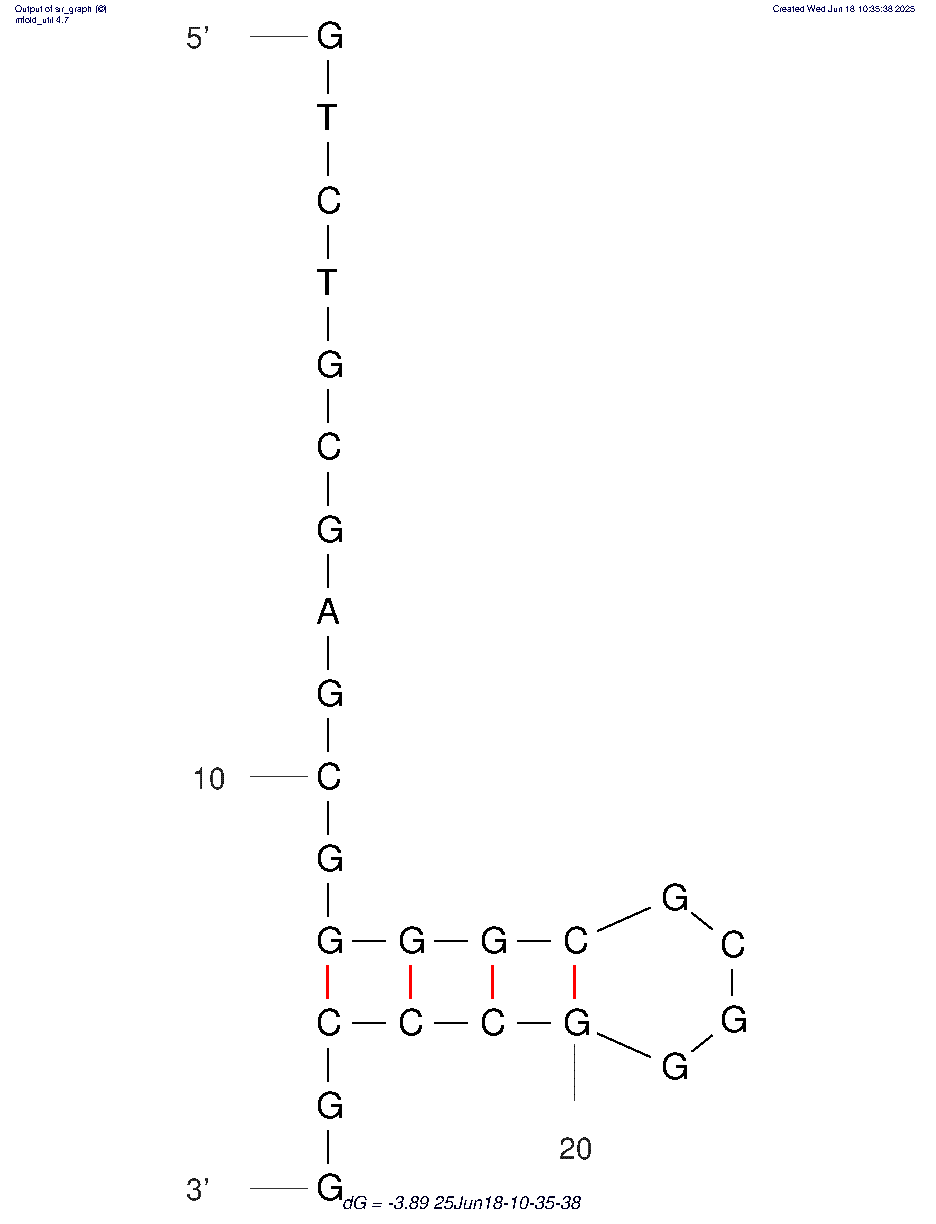 Output of sir_graph (©)
mfold_util 4.7
Created Wed Jun 18 10:35:38 2025
5' G
T
C
T
G
C
G
A
G
10 C
G
G
G G G C C
C C C G G
G G
20
3' G
dG = -3.89 25Jun18-10-35-38